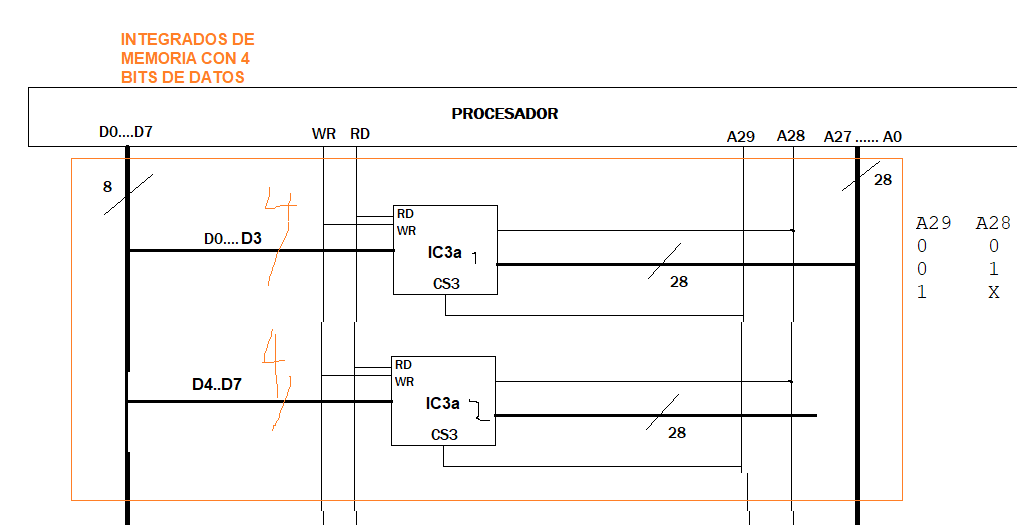 INTEGRADOS DE
MEMORIA CON 4
BITS DE DATOS
PROCESADOR
D0....D7 WR RD A29 A28 A27 ...... A0
8 28
4
RD
WR
D0.... D3
IC3a 1
28
CS3
A29 A28
0 0
0 1
1 X
4
RD
WR
D4..D7
IC3a 2
28
CS3